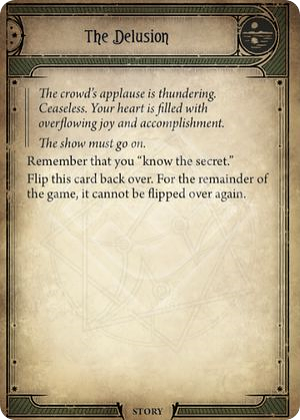 The Delusion
The crowd's applause is thundering.
Ceaseless. Your heart is filled with
overflowing joy and accomplishment.
The show must go on.
Remember that you “know the secret.”
Flip this card back over. For the remainder of
the game, it cannot be flipped over again.
STORY